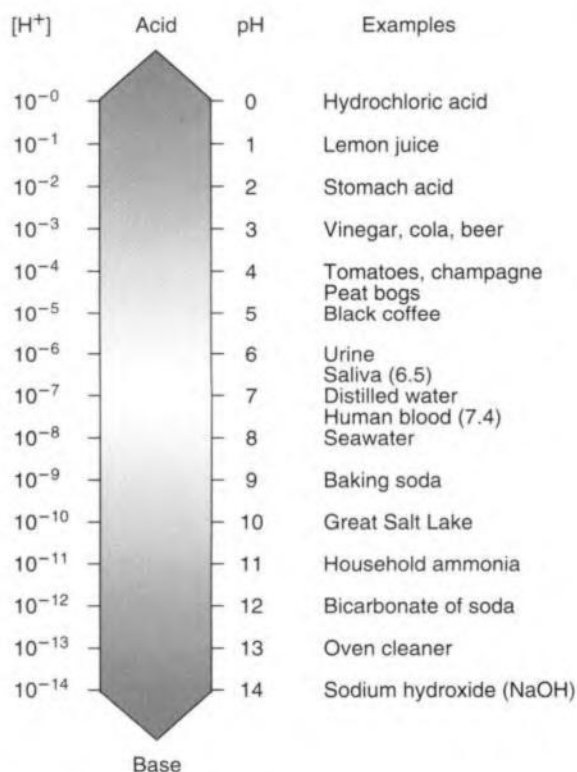 [H⁺] Acid pH Examples
10⁻⁰ 0 Hydrochloric acid
10⁻¹ 1 Lemon juice
10⁻² 2 Stomach acid
10⁻³ 3 Vinegar, cola, beer
10⁻⁴ 4 Tomatoes, champagne
Peat bogs
10⁻⁵ 5 Black coffee
10⁻⁶ 6 Urine
Saliva (6.5)
10⁻⁷ 7 Distilled water
Human blood (7.4)
10⁻⁸ 8 Seawater
10⁻⁹ 9 Baking soda
10⁻¹⁰ 10 Great Salt Lake
10⁻¹¹ 11 Household ammonia
10⁻¹² 12 Bicarbonate of soda
10⁻¹³ 13 Oven cleaner
10⁻¹⁴ 14 Sodium hydroxide (NaOH)
Base